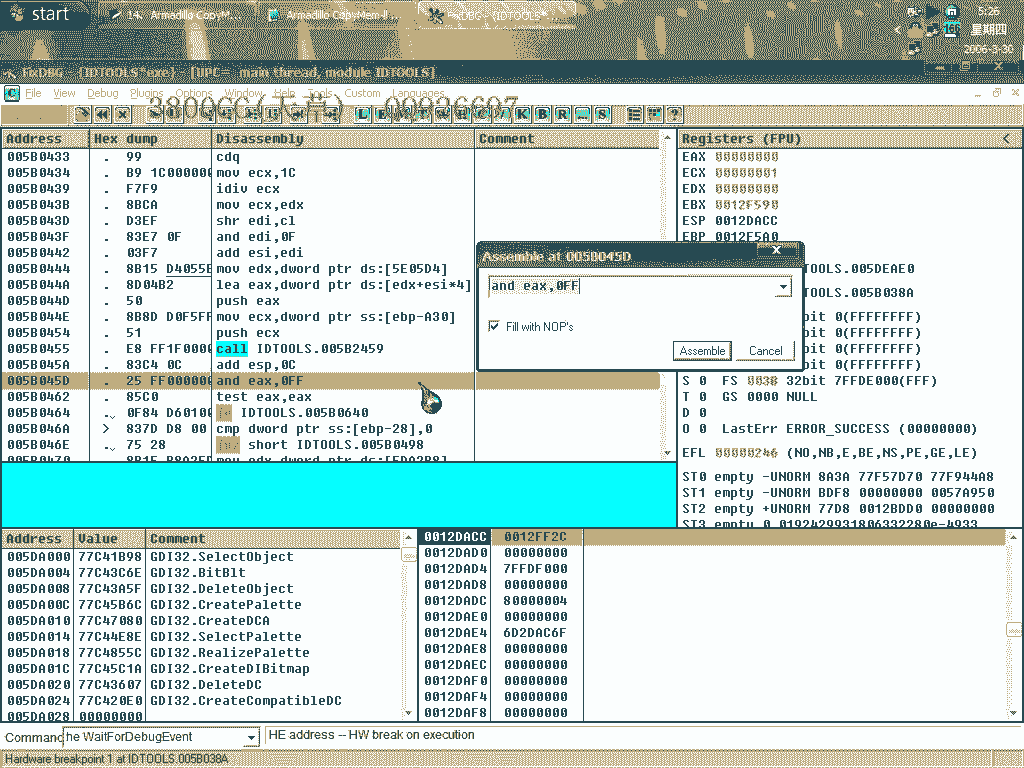 start
14. Armadillo CopyM...
Armadillo CopyMem-II ...
FixDBG - {IDTOOLS*...
5:26
星期四
2006-3-30
FixDBG - {IDTOOLS*exe} - [UPC= main thread, module IDTOOLS]
C File View Debug Plugins Options Window Help Tools Custom Languages
K B R ... S
Address Hex dump Disassembly Comment
005B0433 . 99 cdq
005B0434 . B9 1C000000 mov ecx,1C
005B0439 . F7F9 idiv ecx
005B043B . 8BCA mov ecx,edx
005B043D . D3EF shr edi,cl
005B043F . 83E7 0F and edi,0F
005B0442 . 03F7 add esi,edi
005B0444 . 8B15 D4055E mov edx,dword ptr ds:[5E05D4]
005B044A . 8D04B2 lea eax,dword ptr ds:[edx+esi*4]
005B044D . 50 push eax
005B044E . 8B8D D0F5FF mov ecx,dword ptr ss:[ebp-A30]
005B0454 . 51 push ecx
005B0455 . E8 FF1F0000 call IDTOOLS.005B2459
005B045A . 83C4 0C add esp,0C
005B045D . 25 FF000000 and eax,0FF
005B0462 . 85C0 test eax,eax
005B0464 .v 0F84 D60100 IDTOOLS.005B0640
005B046A > 837D D8 00 cmp dword ptr ss:[ebp-28],0
005B046E .v 75 28 short IDTOOLS.005B0498
Registers (FPU) <
EAX 00000000
ECX 00000001
EDX 00000000
EBX 0012F590
ESP 0012DACC
EBP 0012F5A0
TOOLS.005DEAE0
TOOLS.005B038A
bit 0(FFFFFFFF)
bit 0(FFFFFFFF)
bit 0(FFFFFFFF)
bit 0(FFFFFFFF)
S 0 FS 0038 32bit 7FFDE000(FFF)
T 0 GS 0000 NULL
D 0
O 0 LastErr ERROR_SUCCESS (00000000)
EFL 00000246 (NO,NB,E,BE,NS,PE,GE,LE)
ST0 empty -UNORM 8A3A 77F57D70 77F944A8
ST1 empty -UNORM BDF8 00000000 0057A950
ST2 empty +UNORM 77D8 0012BDD0 00000000
ST3 empty 0.0192429931806332280e-4933
Assemble at 005B045D
and eax,0FF
Fill with NOP's
Assemble Cancel
Address Value Comment
005DA000 77C41B98 GDI32.SelectObject
005DA004 77C43C6E GDI32.BitBlt
005DA008 77C43A5F GDI32.DeleteObject
005DA00C 77C45B6C GDI32.CreatePalette
005DA010 77C47080 GDI32.CreateDCA
005DA014 77C44E8E GDI32.SelectPalette
005DA018 77C4855C GDI32.RealizePalette
005DA01C 77C45C1A GDI32.CreateDIBitmap
005DA020 77C43607 GDI32.DeleteDC
005DA024 77C420E0 GDI32.CreateCompatibleDC
005DA028 00000000
0012DACC 0012FF2C
0012DAD0 00000000
0012DAD4 7FFDF000
0012DAD8 00000000
0012DADC 80000004
0012DAE0 00000000
0012DAE4 6D2DAC6F
0012DAE8 00000000
0012DAEC 00000000
0012DAF0 00000000
0012DAF4 00000000
0012DAF8 00000000
Command he WaitForDebugEvent HE address -- HW break on execution
Hardware breakpoint 1 at IDTOOLS.005B038A